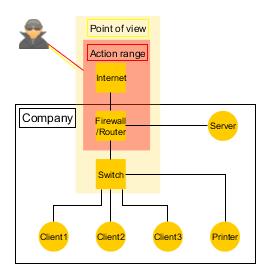 Point of view
Action range
Internet
Company
Firewall
/Router
Server
Switch
Client1
Client2
Client3
Printer